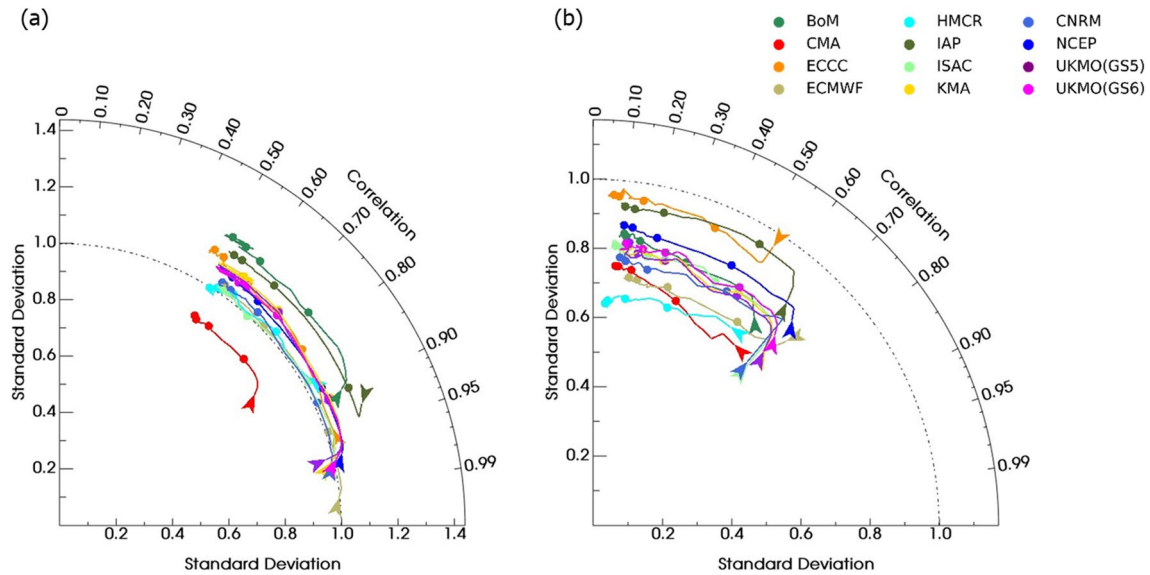 (a)
0
0.10
0.20
0.30
0.40
0.50
0.60
0.70
0.80
0.90
0.95
0.99
Correlation
1.4
1.2
1.0
0.8
0.6
0.4
0.2
Standard Deviation
0.2 0.4 0.6 0.8 1.0 1.2 1.4
Standard Deviation
(b)
BoM HMCR CNRM
CMA IAP NCEP
ECCC ISAC UKMO(GS5)
ECMWF KMA UKMO(GS6)
0
0.10
0.20
0.30
0.40
0.50
0.60
0.70
0.80
0.90
0.95
0.99
Correlation
1.0
0.8
0.6
0.4
0.2
Standard Deviation
0.2 0.4 0.6 0.8 1.0
Standard Deviation